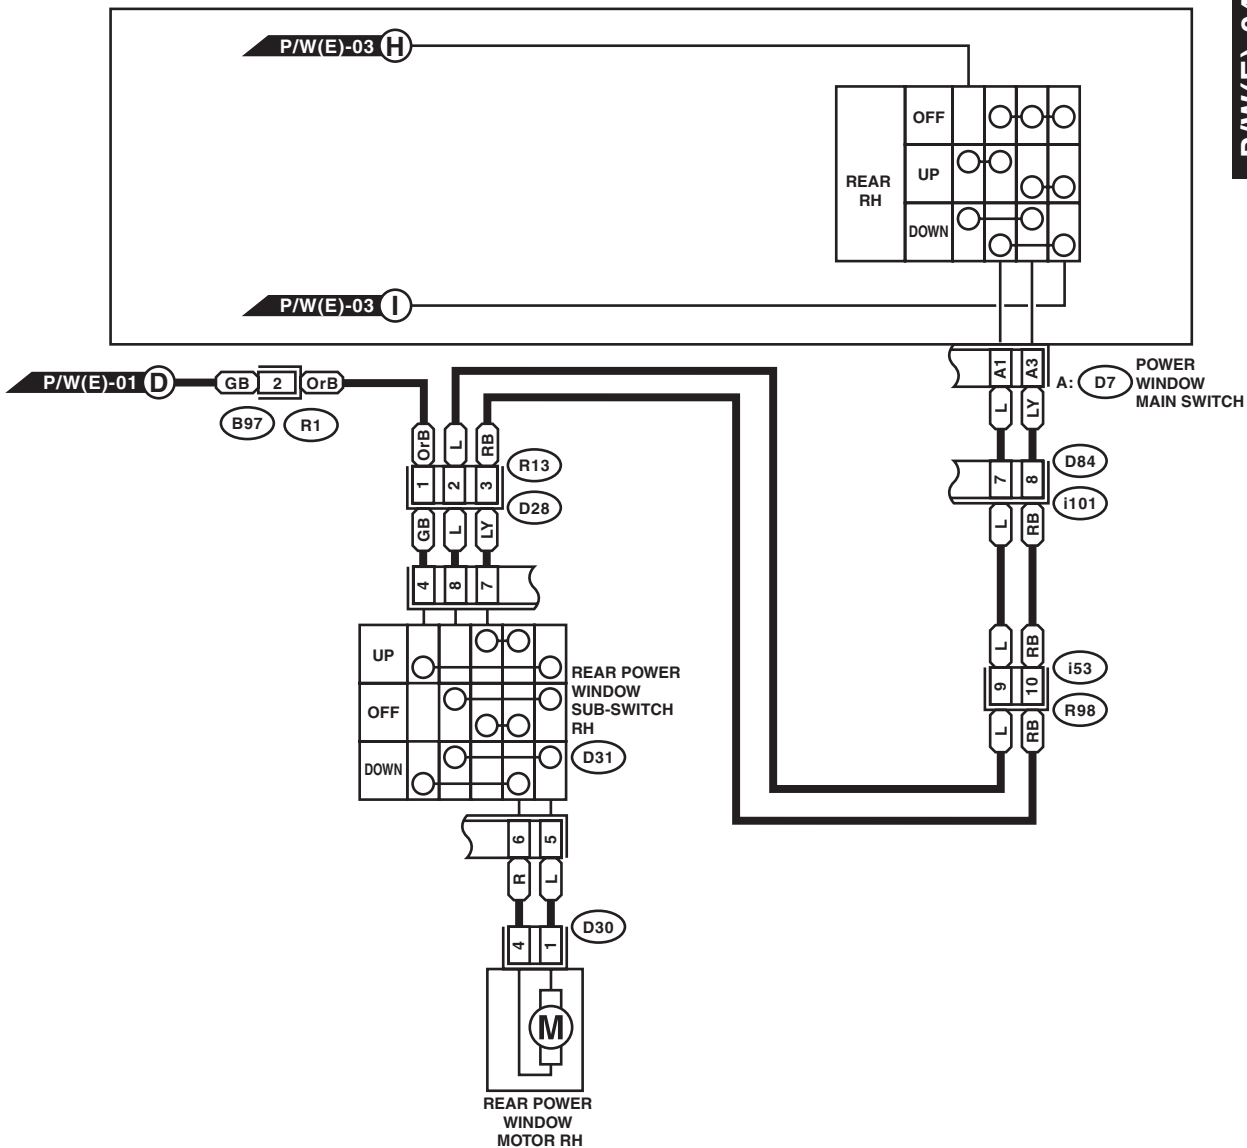 P/W(E)-03 H
OFF
UP
DOWN
REAR
RH
P/W(E)-03 I
P/W(E)-01 D
GB 2 OrB
B97 R1
A1 A3
A: D7
POWER
WINDOW
MAIN SWITCH
L LY
OrB L RB
1 2 3
R13
D28
GB L LY
4 8 7
D84
7 8
i101
L RB
UP
OFF
DOWN
REAR POWER
WINDOW
SUB-SWITCH
RH
D31
L RB
i53
9 10
R98
L RB
6 5
R L
D30
4 1
M
REAR POWER
WINDOW
MOTOR RH